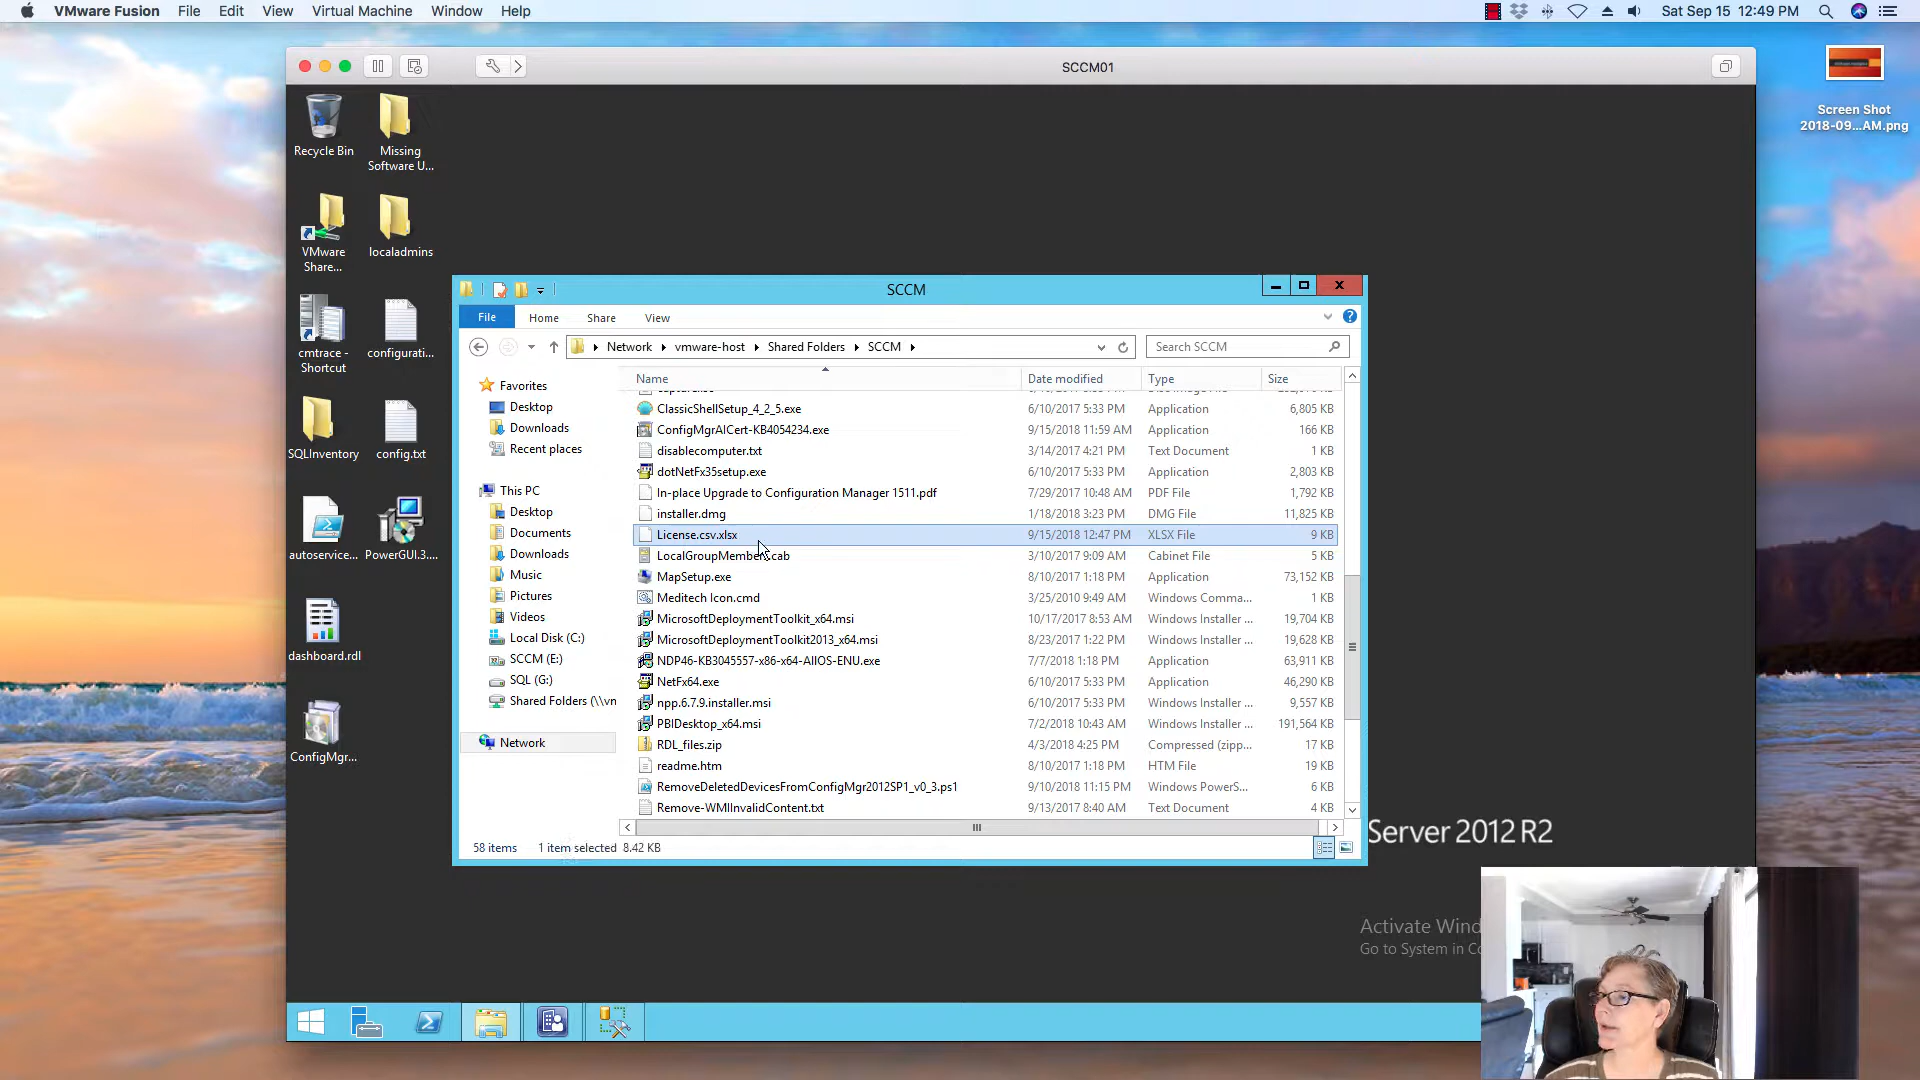 VMware Fusion File Edit View Virtual Machine Window Help
Sat Sep 15 12:49 PM
SCCM01
Screen Shot
2018-09...AM.png
Recycle Bin
Missing
Software U...
VMware
Share...
localadmins
cmtrace -
Shortcut
configurati...
SQLInventory
config.txt
autoservice...
PowerGUI.3....
dashboard.rdl
ConfigMgr...
SCCM
File Home Share View
Network vmware-host Shared Folders SCCM
Search SCCM
Favorites
Desktop
Downloads
Recent places
This PC
Desktop
Documents
Downloads
Music
Pictures
Videos
Local Disk (C:)
SCCM (E:)
SQL (G:)
Shared Folders (\\vn
Network
Name Date modified Type Size
ClassicShellSetup_4_2_5.exe 6/10/2017 5:33 PM Application 6,805 KB
ConfigMgrAICert-KB4054234.exe 9/15/2018 11:59 AM Application 166 KB
disablecomputer.txt 3/14/2017 4:21 PM Text Document 1 KB
dotNetFx35setup.exe 6/10/2017 5:33 PM Application 2,803 KB
In-place Upgrade to Configuration Manager 1511.pdf 7/29/2017 10:48 AM PDF File 1,792 KB
installer.dmg 1/18/2018 3:23 PM DMG File 11,825 KB
License.csv.xlsx 9/15/2018 12:47 PM XLSX File 9 KB
LocalGroupMembers.cab 3/10/2017 9:09 AM Cabinet File 5 KB
MapSetup.exe 8/10/2017 1:18 PM Application 73,152 KB
Meditech Icon.cmd 3/25/2010 9:49 AM Windows Comma... 1 KB
MicrosoftDeploymentToolkit_x64.msi 10/17/2017 8:53 AM Windows Installer ... 19,704 KB
MicrosoftDeploymentToolkit2013_x64.msi 8/23/2017 1:22 PM Windows Installer ... 19,628 KB
NDP46-KB3045557-x86-x64-AllOS-ENU.exe 7/7/2018 1:18 PM Application 63,911 KB
NetFx64.exe 6/10/2017 5:33 PM Application 46,290 KB
npp.6.7.9.installer.msi 6/10/2017 5:33 PM Windows Installer ... 9,557 KB
PBIDesktop_x64.msi 7/2/2018 10:43 AM Windows Installer ... 191,564 KB
RDL_files.zip 4/3/2018 4:25 PM Compressed (zipp... 17 KB
readme.htm 8/10/2017 1:18 PM HTM File 19 KB
RemoveDeletedDevicesFromConfigMgr2012SP1_v0_3.ps1 9/10/2018 11:15 PM Windows PowerS... 6 KB
Remove-WMIInvalidContent.txt 9/13/2017 8:40 AM Text Document 4 KB
58 items 1 item selected 8.42 KB
Server 2012 R2
Activate Wind
Go to System in Co